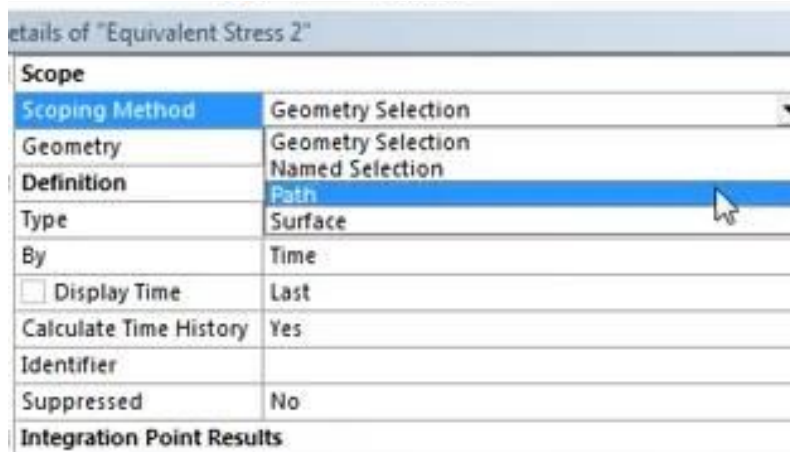 etails of "Equivalent Stress 2"
Scope
Scoping Method Geometry Selection
Geometry Geometry Selection
Named Selection
Definition
Path
Type Surface
By Time
Display Time Last
Calculate Time History Yes
Identifier
Suppressed No
Integration Point Results